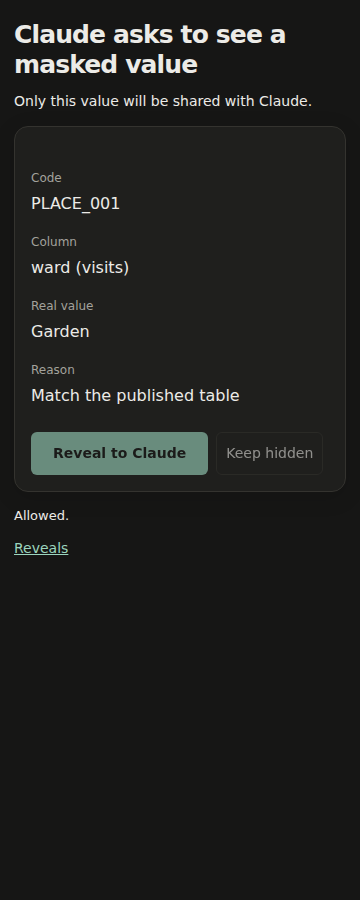 Claude asks to see a
masked value
Only this value will be shared with Claude.
Code
PLACE_001
Column
ward (visits)
Real value
Garden
Reason
Match the published table
Reveal to Claude
Keep hidden
Allowed.
Reveals